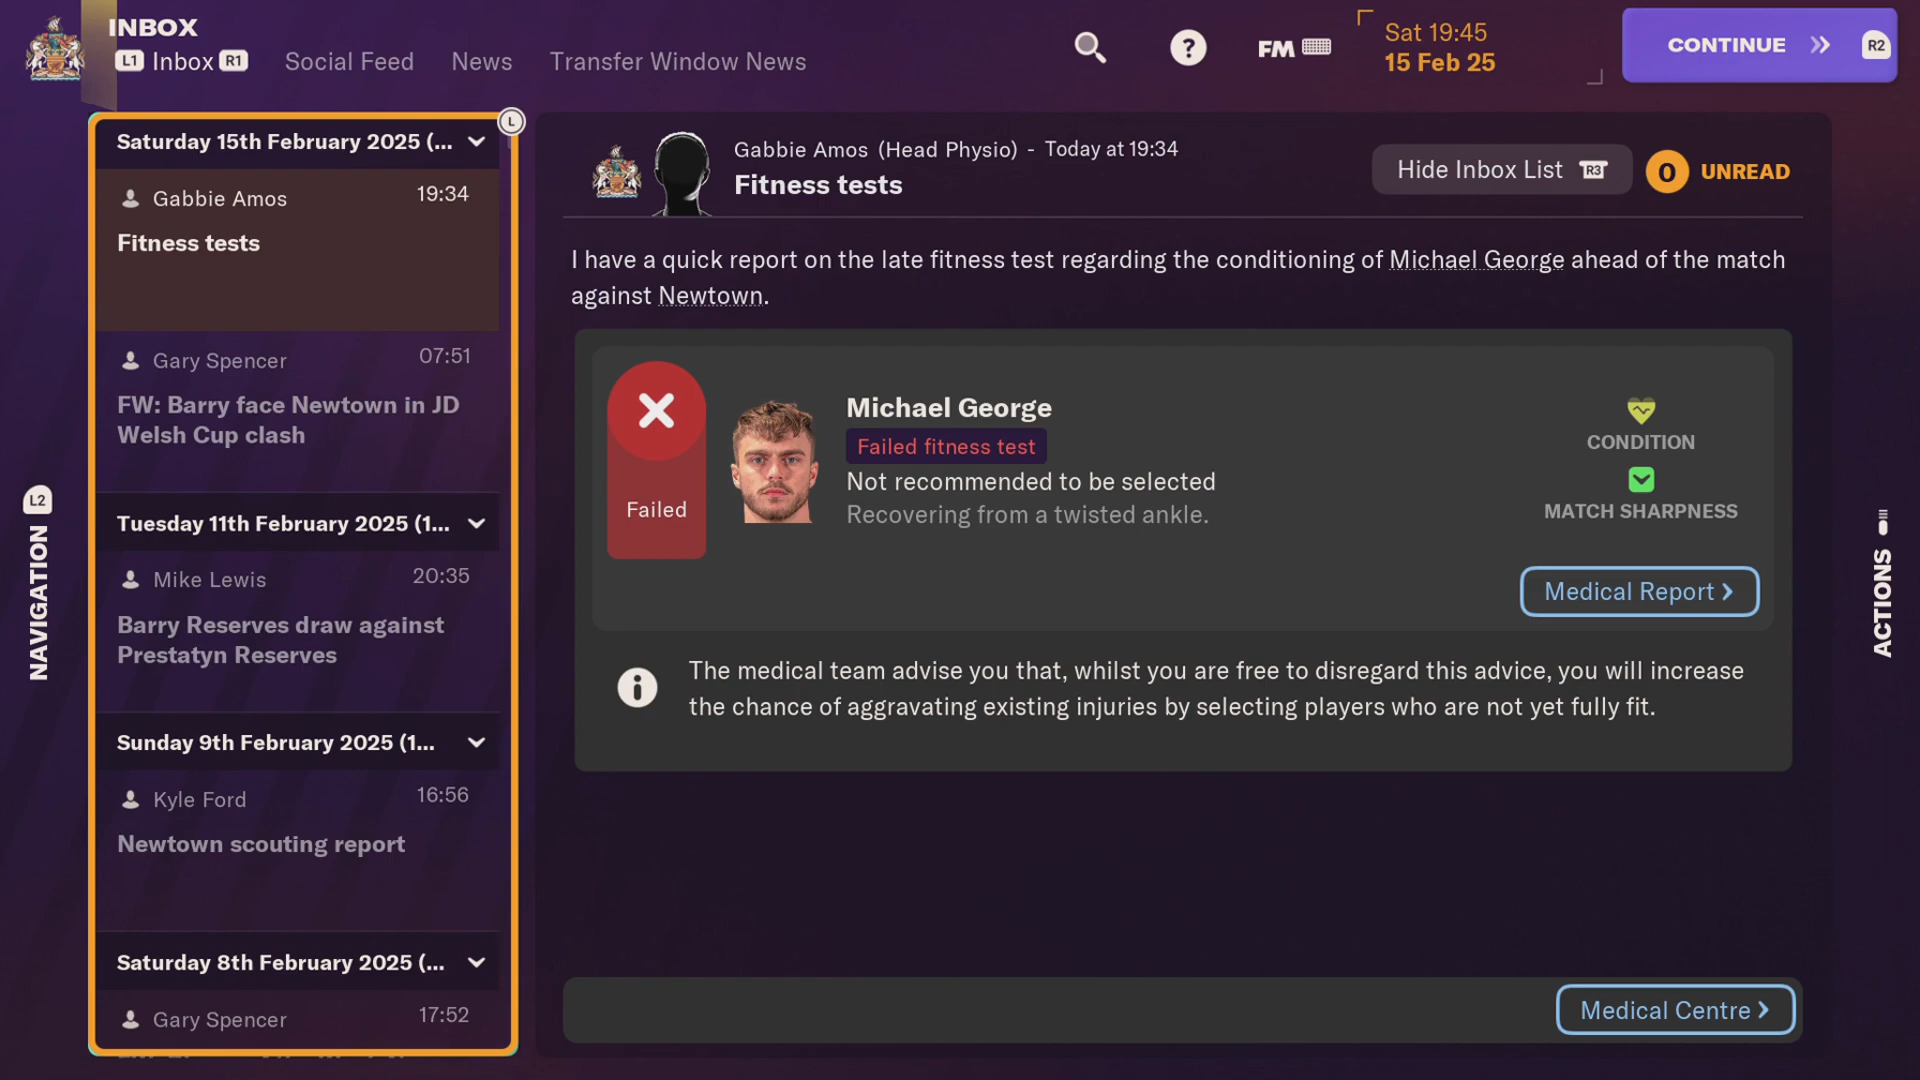 INBOX
L1 Inbox R1 Social Feed News Transfer Window News
? FM Sat 19:45
15 Feb 25
CONTINUE R2
L
Saturday 15th February 2025 (...
Gabbie Amos 19:34
Fitness tests
Gary Spencer 07:51
FW: Barry face Newtown in JD
Welsh Cup clash
Tuesday 11th February 2025 (1...
Mike Lewis 20:35
Barry Reserves draw against
Prestatyn Reserves
Sunday 9th February 2025 (1...
Kyle Ford 16:56
Newtown scouting report
Saturday 8th February 2025 (...
Gary Spencer 17:52
L2
NAVIGATION
Gabbie Amos (Head Physio) - Today at 19:34
Fitness tests
Hide Inbox List R3 0 UNREAD
I have a quick report on the late fitness test regarding the conditioning of Michael George ahead of the match
against Newtown.
Failed
Michael George
Failed fitness test
Not recommended to be selected
Recovering from a twisted ankle.
CONDITION
MATCH SHARPNESS
Medical Report >
The medical team advise you that, whilst you are free to disregard this advice, you will increase
the chance of aggravating existing injuries by selecting players who are not yet fully fit.
Medical Centre >
ACTIONS